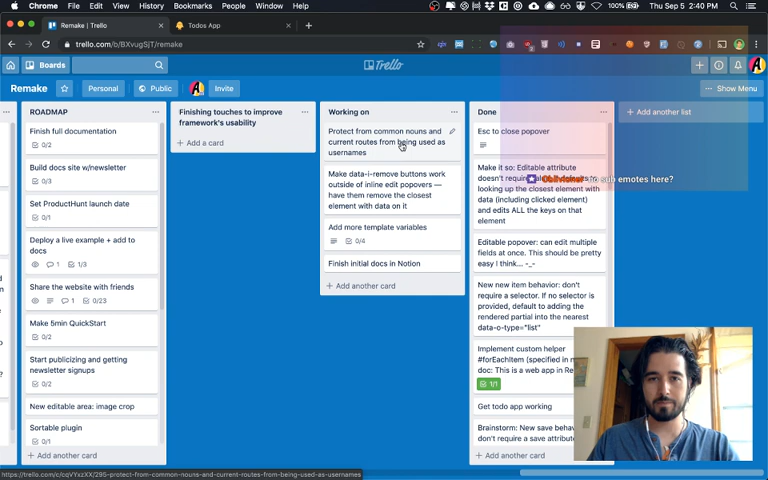 Chrome File Edit View History Bookmarks People Window Help
100% Thu Sep 5 2:40 PM
Remake | Trello
Todos App
trello.com/b/BXvugSjT/remake
Boards
Trello
Remake
Personal
Public
Invite
Show Menu
ROADMAP
Finish full documentation
0/2
Build docs site w/newsletter
0/3
Set ProductHunt launch date
0/1
Deploy a live example + add to
docs
1 1/3
Share the website with friends
1 0/23
Make 5min QuickStart
0/2
Start publicizing and getting
newsletter signups
0/2
New editable area: image crop
Sortable plugin
0/1
+ Add another card
Finishing touches to improve
framework's usability
+ Add a card
Working on
Protect from common nouns and
current routes from being used as
usernames
Make data-i-remove buttons work
outside of inline edit popovers —
have them remove the closest
element with data on it
Add more template variables
0/4
Finish initial docs in Notion
+ Add another card
Done
Esc to close popover
Make it so: Editable attribute
doesn't require
looking up the closest element with
data (including clicked element)
and edits ALL the keys on that
element
Editable popover: can edit multiple
fields of data. This should be pretty
easy I think... -_-
New new item behavior: don't
require a selector. If no selector is
provided, default to adding the
rendered partial into the nearest
data-o-type="list"
Implement custom helper
#forEachItem (specified in
doc: This is a web app in Re
1/1
Get todo app working
Brainstorm: New save beha
don't require a save attribute
+ Add another card
+ Add another list
to sub emotes here?
https://trello.com/c/cqVYxzXX/295-protect-from-common-nouns-and-current-routes-from-being-used-as-usernames